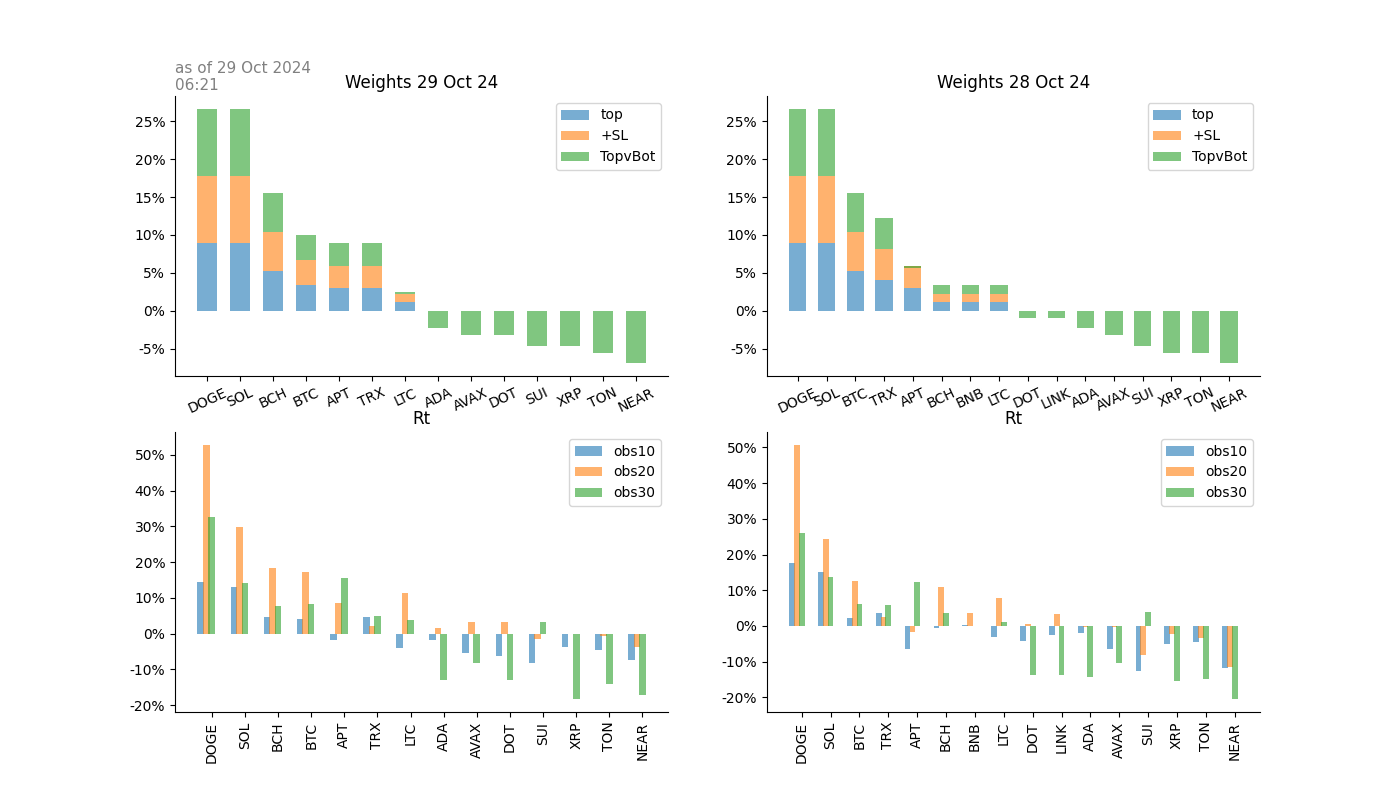 as of 29 Oct 2024
06:21
Weights 29 Oct 24
25%
20%
15%
10%
5%
0%
-5%
top
+SL
TopvBot
DOGE SOL BCH BTC APT TRX LTC ADA AVAX DOT SUI XRP TON NEAR
Weights 28 Oct 24
25%
20%
15%
10%
5%
0%
-5%
top
+SL
TopvBot
DOGE SOL BTC TRX APT BCH BNB LTC DOT LINK ADA AVAX SUI XRP TON NEAR
Rt
50%
40%
30%
20%
10%
0%
-10%
-20%
obs10
obs20
obs30
DOGE SOL BCH BTC APT TRX LTC ADA AVAX DOT SUI XRP TON NEAR
Rt
50%
40%
30%
20%
10%
0%
-10%
-20%
obs10
obs20
obs30
DOGE SOL BTC TRX APT BCH BNB LTC DOT LINK ADA AVAX SUI XRP TON NEAR